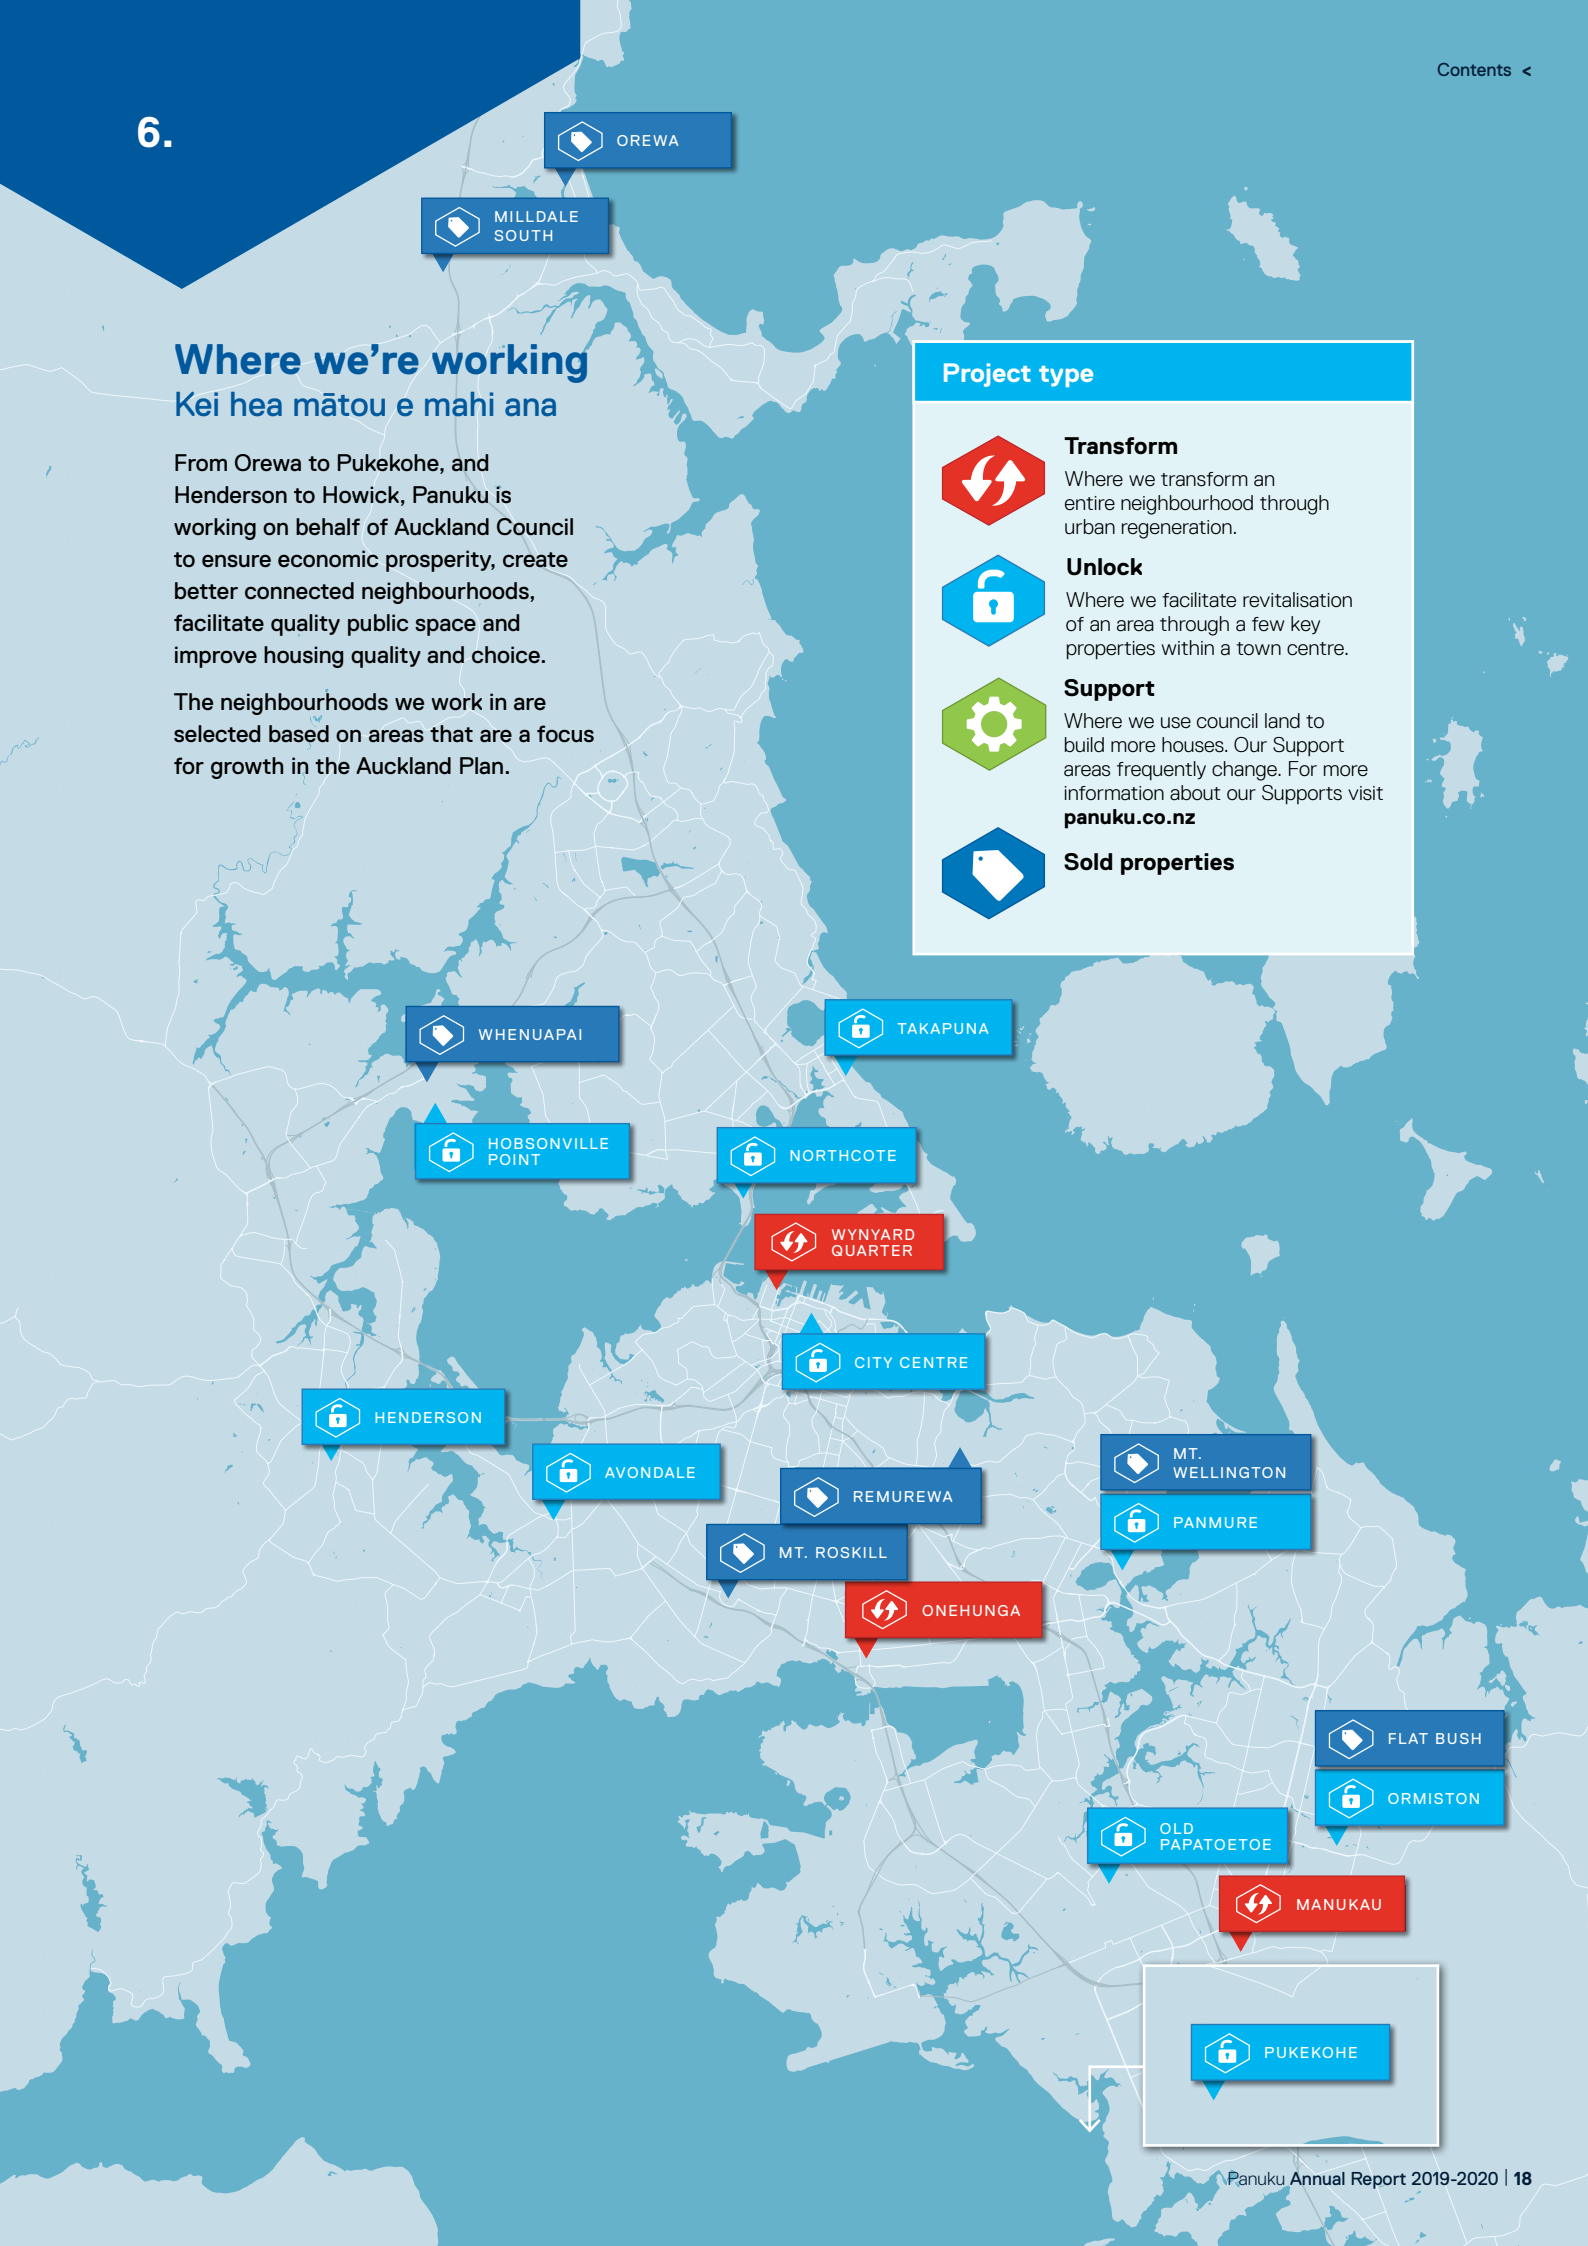 Contents <
6.
OREWA
MILLDALE
SOUTH
Where we're working
Kei hea mātou e mahi ana
From Orewa to Pukekohe, and
Henderson to Howick, Panuku is
working on behalf of Auckland Council
to ensure economic prosperity, create
better connected neighbourhoods,
facilitate quality public space and
improve housing quality and choice.
The neighbourhoods we work in are
selected based on areas that are a focus
for growth in the Auckland Plan.
Project type
Transform
Where we transform an
entire neighbourhood through
urban regeneration.
Unlock
Where we facilitate revitalisation
of an area through a few key
properties within a town centre.
Support
Where we use council land to
build more houses. Our Support
areas frequently change. For more
information about our Supports visit
panuku.co.nz
Sold properties
WHENUAPAI
TAKAPUNA
HOBSONVILLE
POINT
NORTHCOTE
WYNYARD
QUARTER
CITY CENTRE
HENDERSON
AVONDALE
REMUREWA
MT.
WELLINGTON
PANMURE
MT. ROSKILL
ONEHUNGA
FLAT BUSH
ORMISTON
OLD
PAPATOETOE
MANUKAU
PUKEKOHE
Panuku Annual Report 2019-2020 | 18